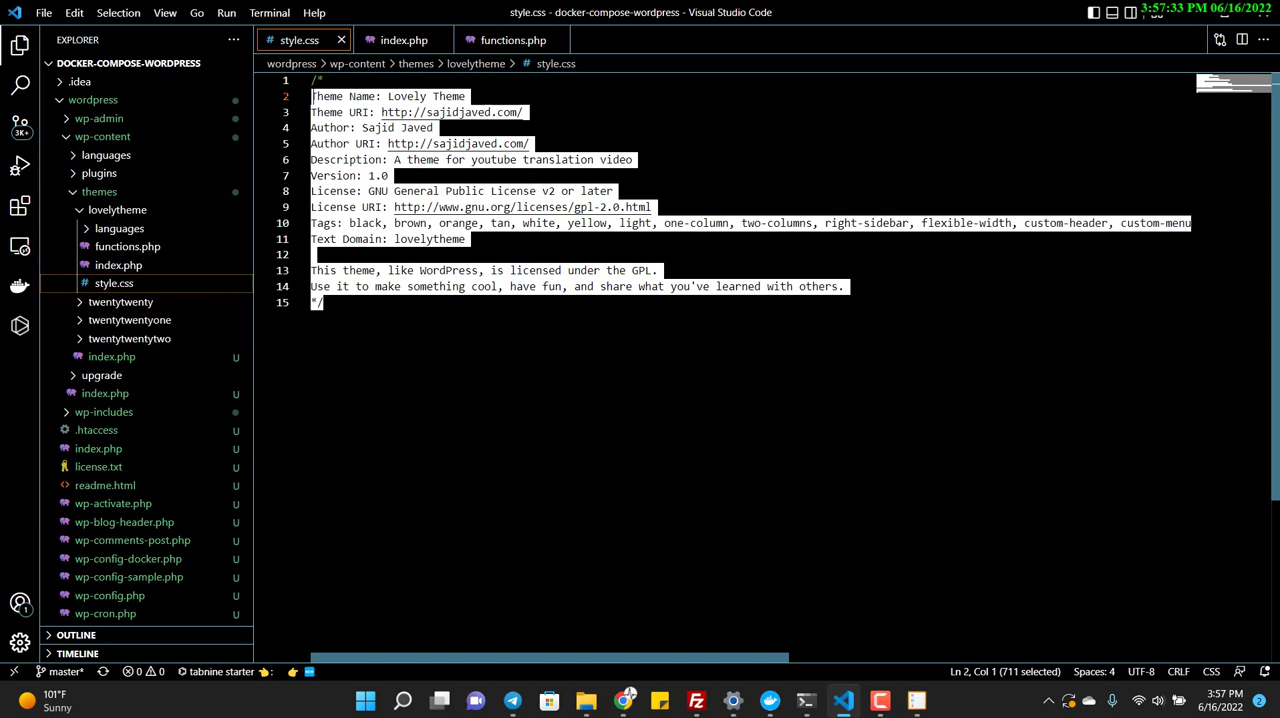 File Edit Selection View Go Run Terminal Help
style.css - docker-compose-wordpress - Visual Studio Code
3:57:33 PM 06/16/2022
EXPLORER
style.css
index.php
functions.php
DOCKER-COMPOSE-WORDPRESS
wordpress > wp-content > themes > lovelytheme > # style.css
.idea
wordpress
wp-admin
wp-content
languages
plugins
themes
lovelytheme
languages
functions.php
index.php
# style.css
twentytwenty
twentytwentyone
twentytwentytwo
index.php U
upgrade
index.php U
wp-includes
.htaccess U
index.php U
license.txt U
readme.html U
wp-activate.php U
wp-blog-header.php U
wp-comments-post.php U
wp-config-docker.php U
wp-config-sample.php U
wp-config.php U
wp-cron.php U
OUTLINE
TIMELINE
3K+
1
1 /*
2 Theme Name: Lovely Theme
3 Theme URI: http://sajidjaved.com/
4 Author: Sajid Javed
5 Author URI: http://sajidjaved.com/
6 Description: A theme for youtube translation video
7 Version: 1.0
8 License: GNU General Public License v2 or later
9 License URI: http://www.gnu.org/licenses/gpl-2.0.html
10 Tags: black, brown, orange, tan, white, yellow, light, one-column, two-columns, right-sidebar, flexible-width, custom-header, custom-menu
11 Text Domain: lovelytheme
12
13 This theme, like WordPress, is licensed under the GPL.
14 Use it to make something cool, have fun, and share what you've learned with others.
15 */
master* 0 0 tabnine starter
Ln 2, Col 1 (711 selected) Spaces: 4 UTF-8 CRLF CSS
101°F
Sunny
3:57 PM
6/16/2022
2